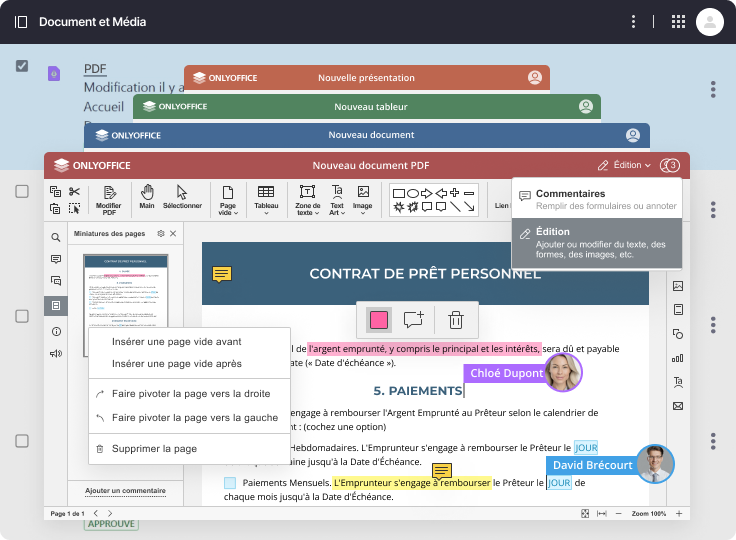 Document et Média
PDF
Modification il y a
Accueil
ONLYOFFICE
Nouvelle présentation
ONLYOFFICE
Nouveau tableur
ONLYOFFICE
Nouveau document
ONLYOFFICE
Nouveau document PDF
Édition
3
Modifier
PDF
Main
Sélectionner
Page
vide
Tableau
Zone de
texte
Text
Art
Image
Lien
Commentaires
Remplir des formulaires ou annoter
Édition
Ajouter ou modifier du texte, des
formes, des images, etc.
Miniatures des pages
CONTRAT DE PRÊT PERSONNEL
CONTRAT DE PRÊT PERSONNEL
l de l'argent emprunté, y compris le principal et les intérêts, sera dû et payable
ate (« Date d'échéance »).
Chloé Dupont
5. PAIEMENTS
engage à rembourser l'Argent Emprunté au Prêteur selon le calendrier de
nt : (cochez une option)
Hebdomadaires. L'Emprunteur s'engage à rembourser le Prêteur le JOUR
aine jusqu'à la Date d'Échéance.
David Brécourt
Paiements Mensuels. L'Emprunteur s'engage à rembourser le Prêteur le JOUR de
chaque mois jusqu'à la Date d'Échéance.
Insérer une page vide avant
Insérer une page vide après
Faire pivoter la page vers la droite
Faire pivoter la page vers la gauche
Supprimer la page
Ajouter un commentaire
Page 1 de 1
Zoom 100%
APPROUVÉ